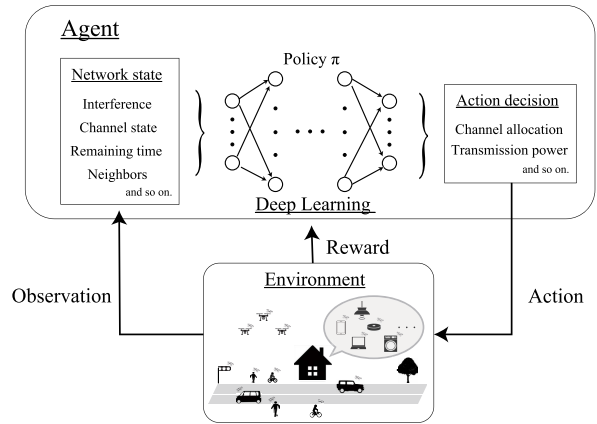 Agent
Policy π
Network state
Interference
Channel state
Remaining time
Neighbors
and so on.
Action decision
Channel allocation
Transmission power
and so on.
Deep Learning
Reward
Observation
Environment
Action